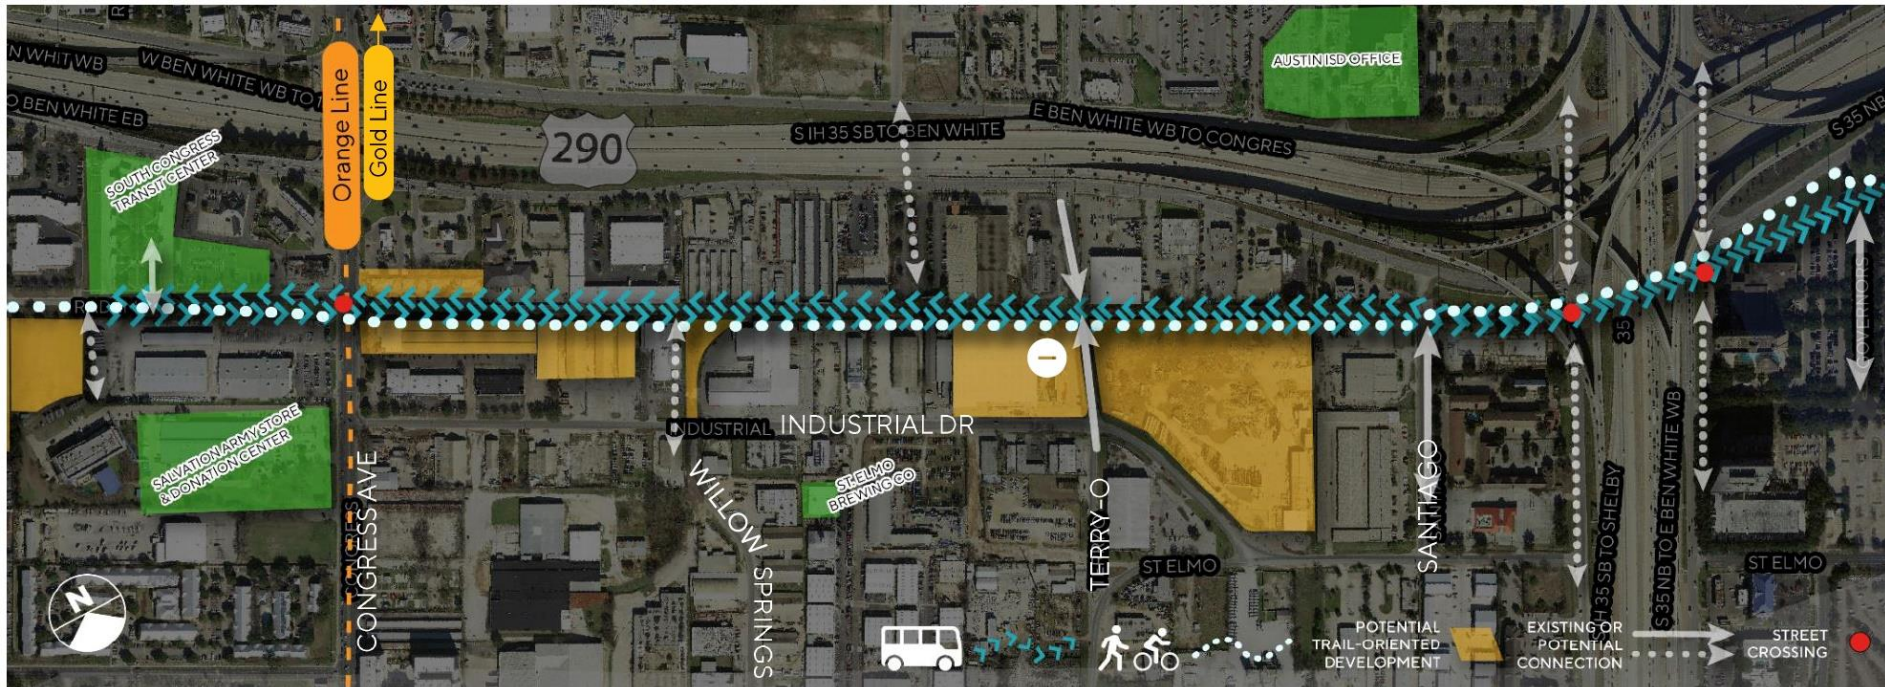 N WHIT WB
W BEN WHITE WB TO
O BEN WHITE EB
Orange Line
Gold Line
290
S IH 35 SB TO BEN WHITE
E BEN WHITE WB TO CONGRES
AUSTIN ISD OFFICE
S 35 NB
SOUTH CONGRESS
TRANSIT CENTER
35
GOVERNORS
SALVATION ARMY STORE
& DONATION CENTER
INDUSTRIAL
INDUSTRIAL DR
CONGRESS AVE
WILLOW SPRINGS
ST. ELMO
BREWING CO
TERRY-O
ST ELMO
SANTIAGO
IH 35 SB TO SHELBY
S 35 NB TO E BEN WHITE WB
ST ELMO
N
POTENTIAL
TRAIL-ORIENTED
DEVELOPMENT
EXISTING OR
POTENTIAL
CONNECTION
STREET
CROSSING